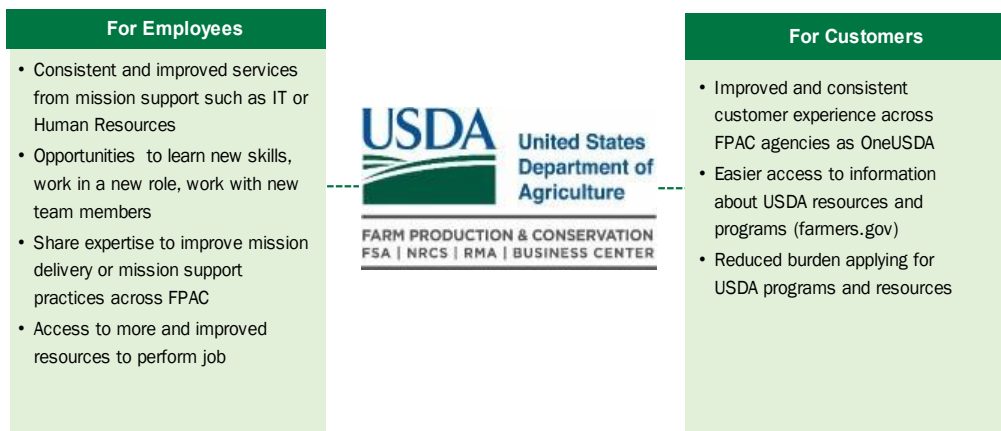 For Employees
• Consistent and improved services
from mission support such as IT or
Human Resources
• Opportunities to learn new skills,
work in a new role, work with new
team members
• Share expertise to improve mission
delivery or mission support
practices across FPAC
• Access to more and improved
resources to perform job
USDA
United States
Department of
Agriculture
FARM PRODUCTION & CONSERVATION
FSA | NRCS | RMA | BUSINESS CENTER
For Customers
• Improved and consistent
customer experience across
FPAC agencies as OneUSDA
• Easier access to information
about USDA resources and
programs (farmers.gov)
• Reduced burden applying for
USDA programs and resources